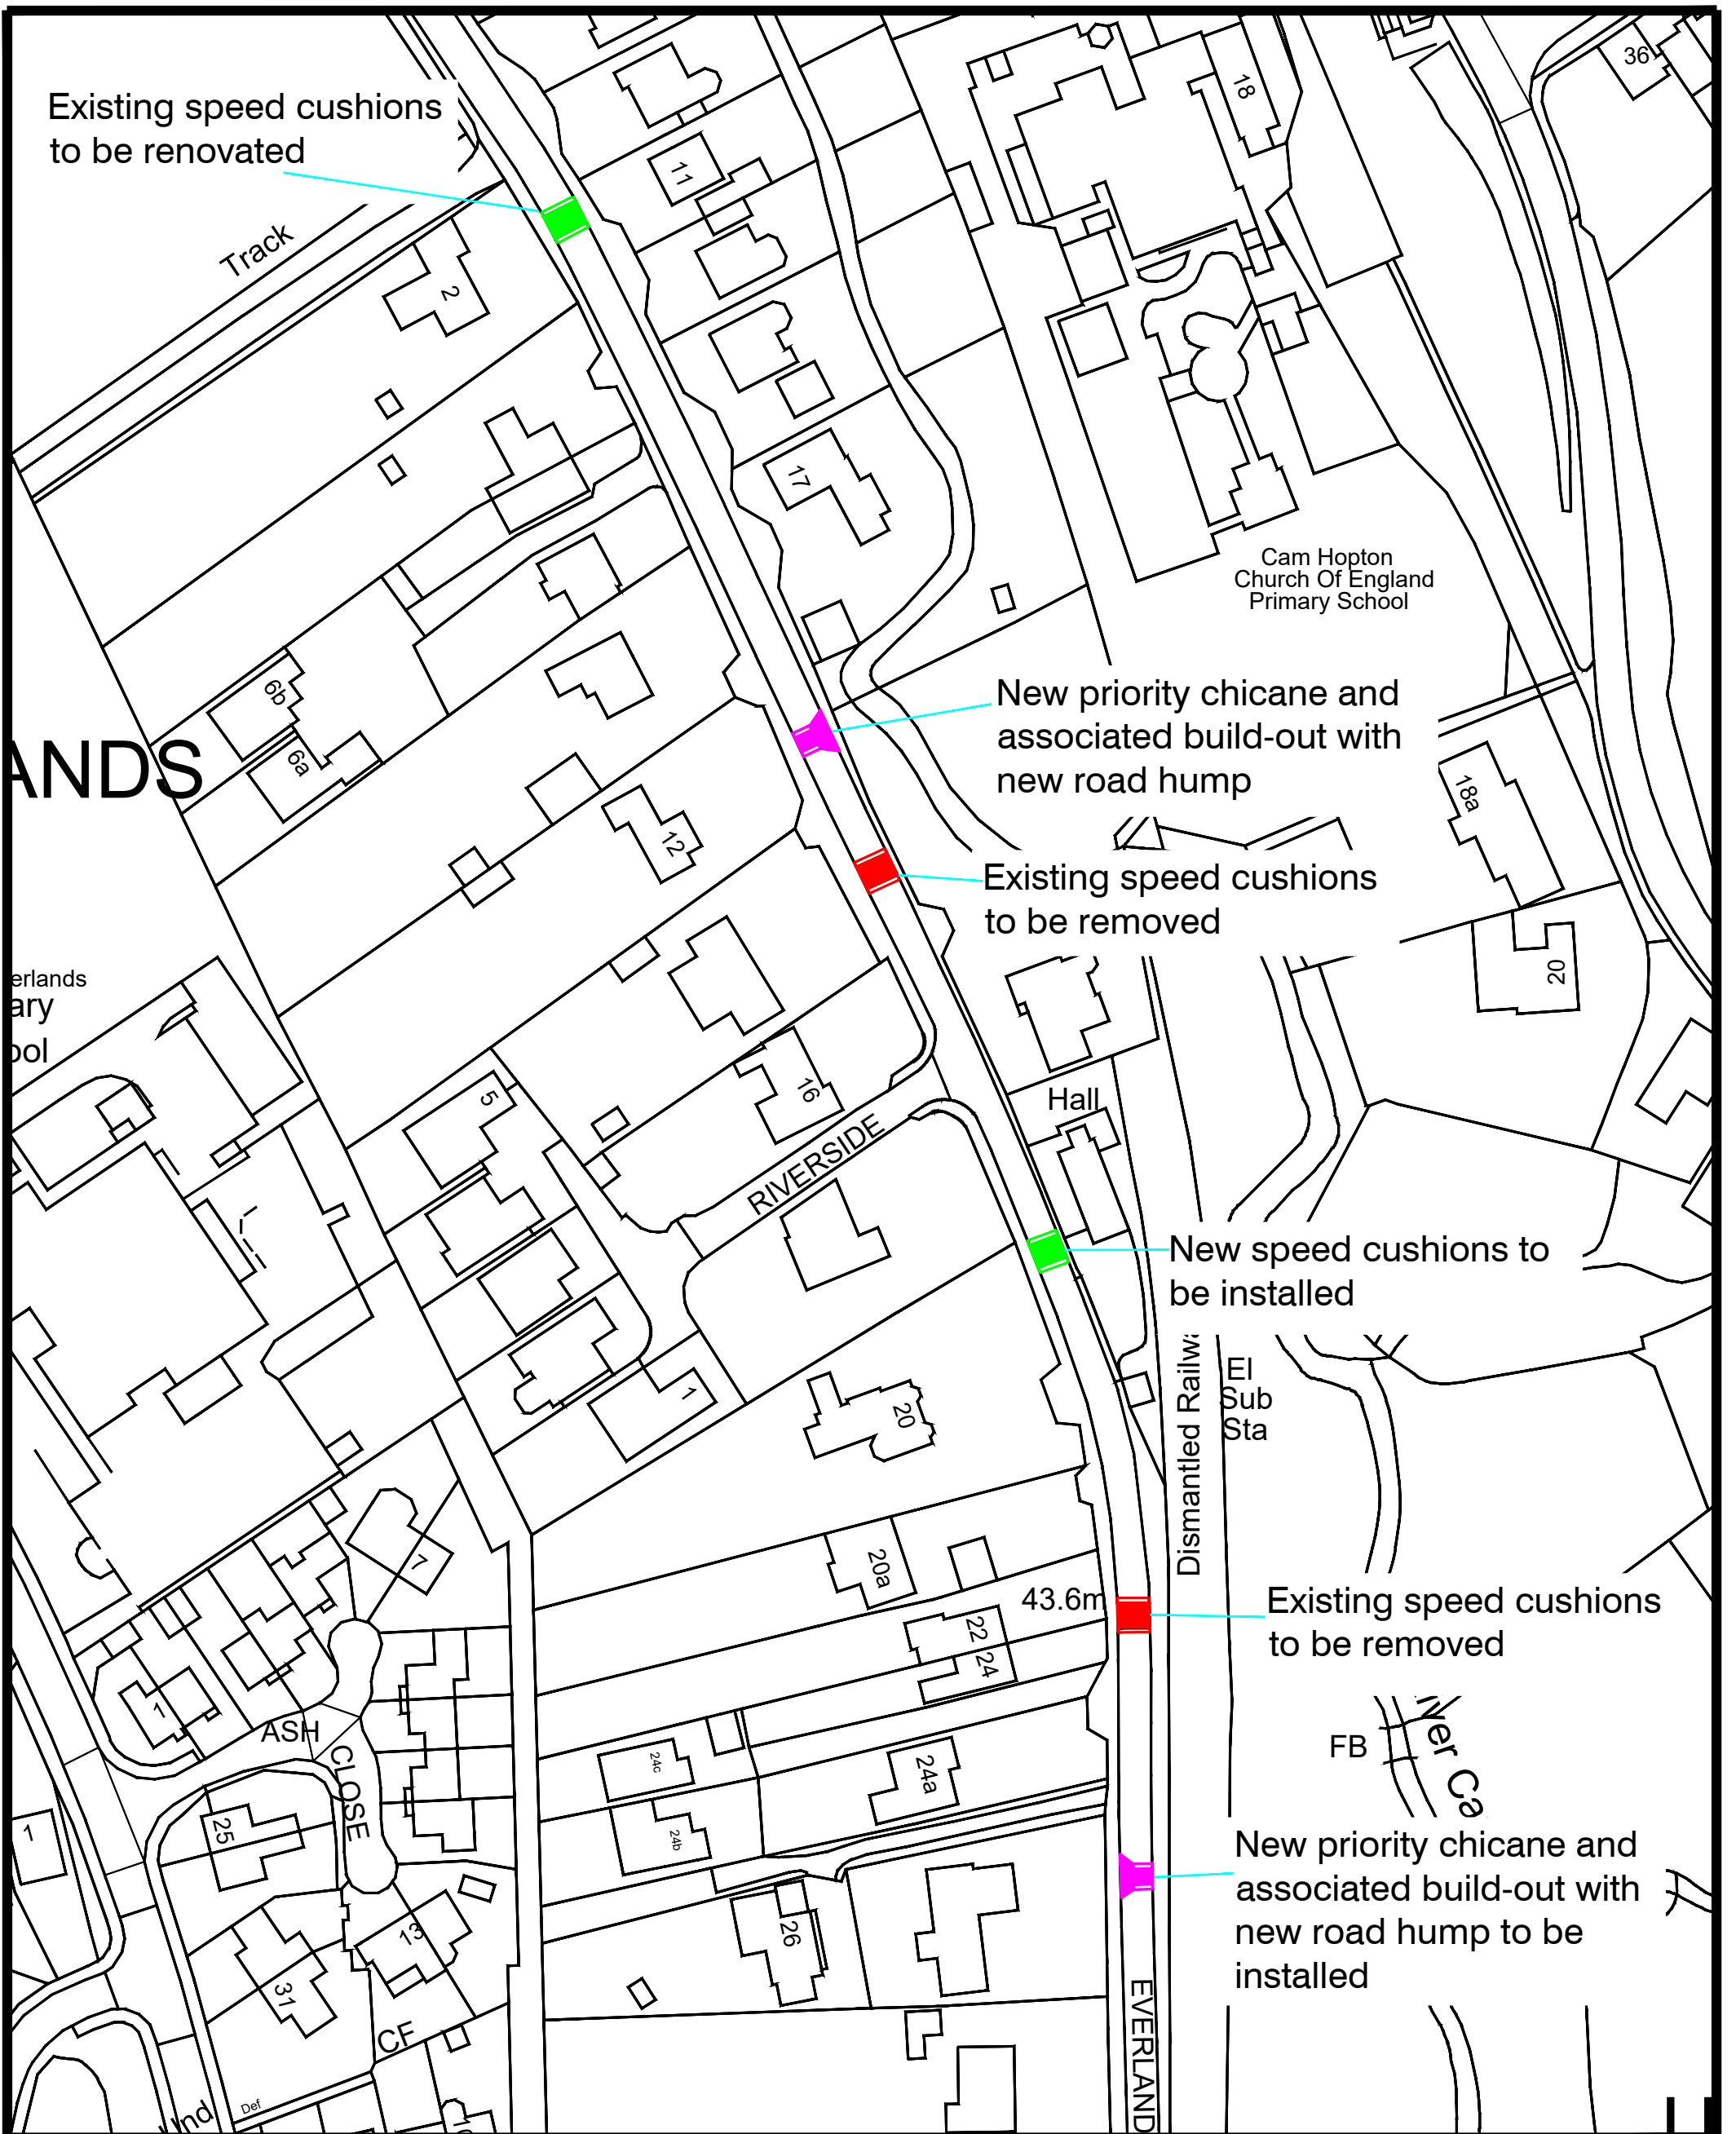 Existing speed cushions
to be renovated
36
18
11
Track
2
17
Cam Hopton
Church Of England
Primary School
6b
6a
ANDS
New priority chicane and
associated build-out with
new road hump
18a
12
Existing speed cushions
to be removed
20
erlands
ary
ool
5
16
Hall
RIVERSIDE
New speed cushions to
be installed
1
20
Dismantled Railw
El
Sub
Sta
7
20a
43.6m
22
24
Existing speed cushions
to be removed
1
ASH
CLOSE
24c
24a
FB
ver Ca
1
25
24b
New priority chicane and
associated build-out with
new road hump to be
installed
13
26
31
CF
EVERLAND
Und
Def